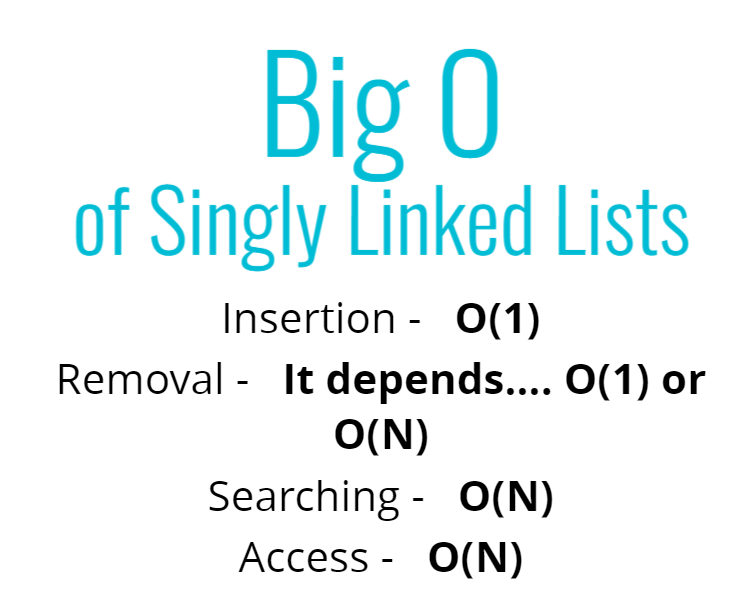 Big O
of Singly Linked Lists
Insertion - O(1)
Removal - It depends.... O(1) or
O(N)
Searching - O(N)
Access - O(N)